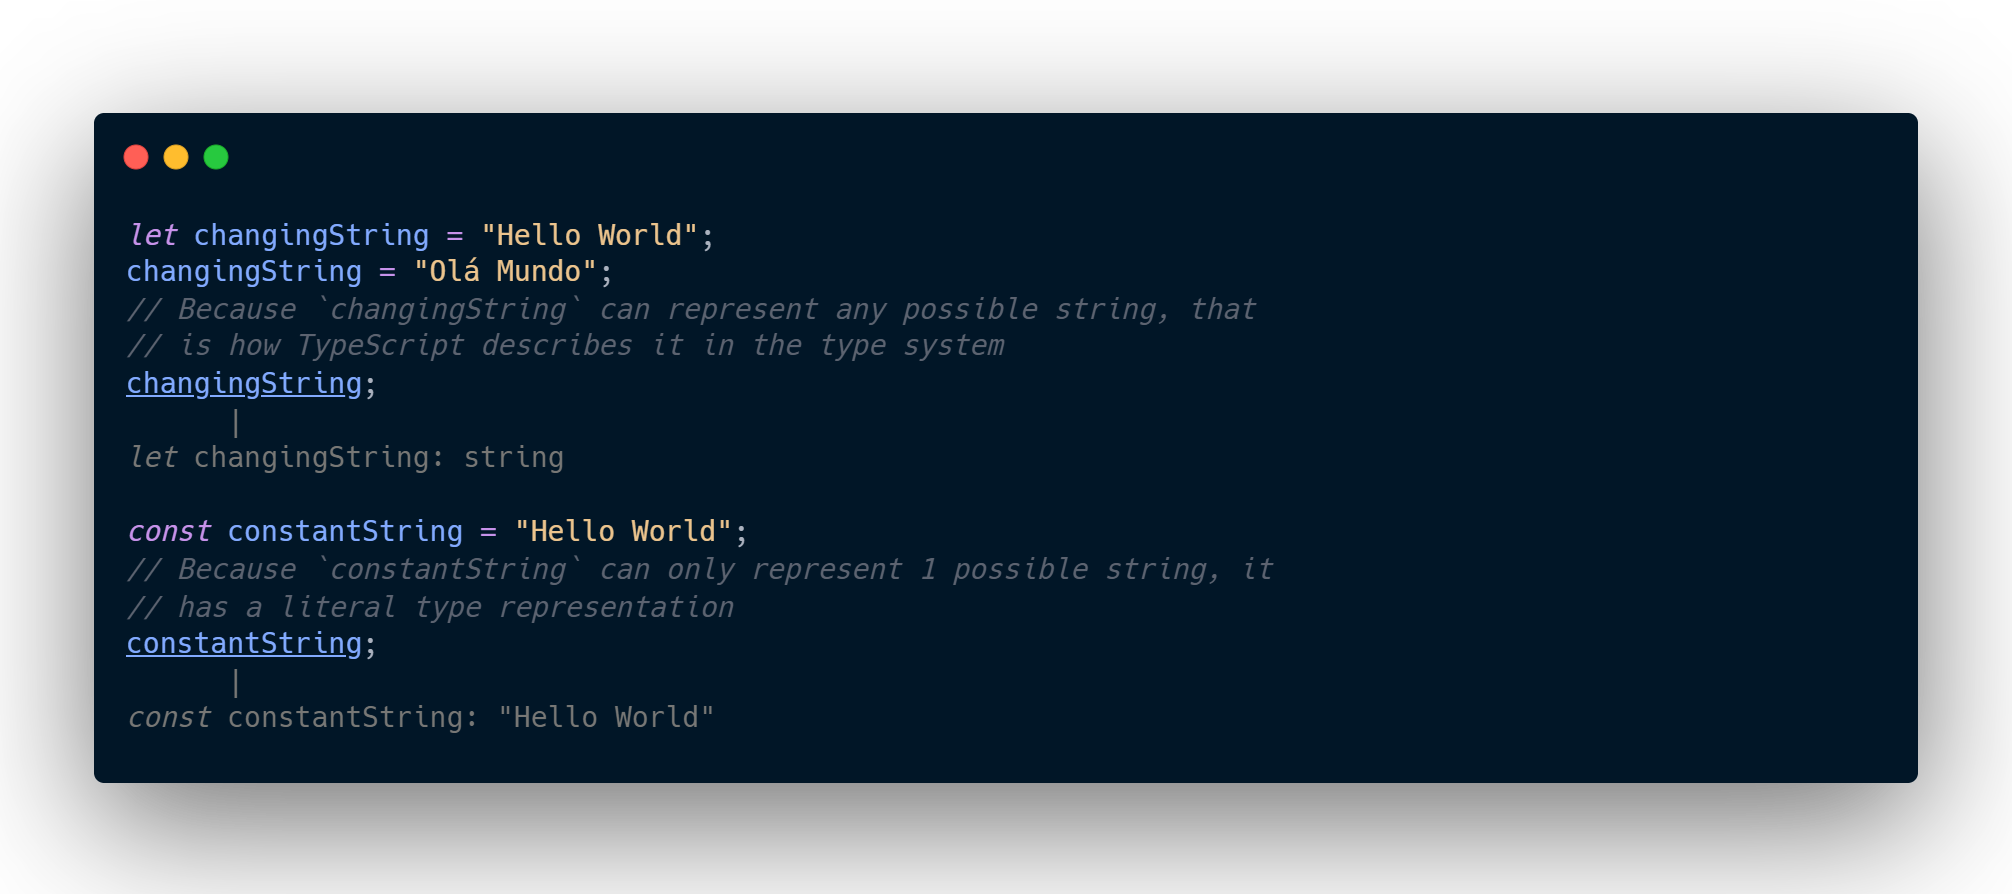 let changingString = "Hello World";
changingString = "Olá Mundo";
// Because `changingString` can represent any possible string, that
// is how TypeScript describes it in the type system
changingString;
|
let changingString: string
const constantString = "Hello World";
// Because `constantString` can only represent 1 possible string, it
// has a literal type representation
constantString;
|
const constantString: "Hello World"